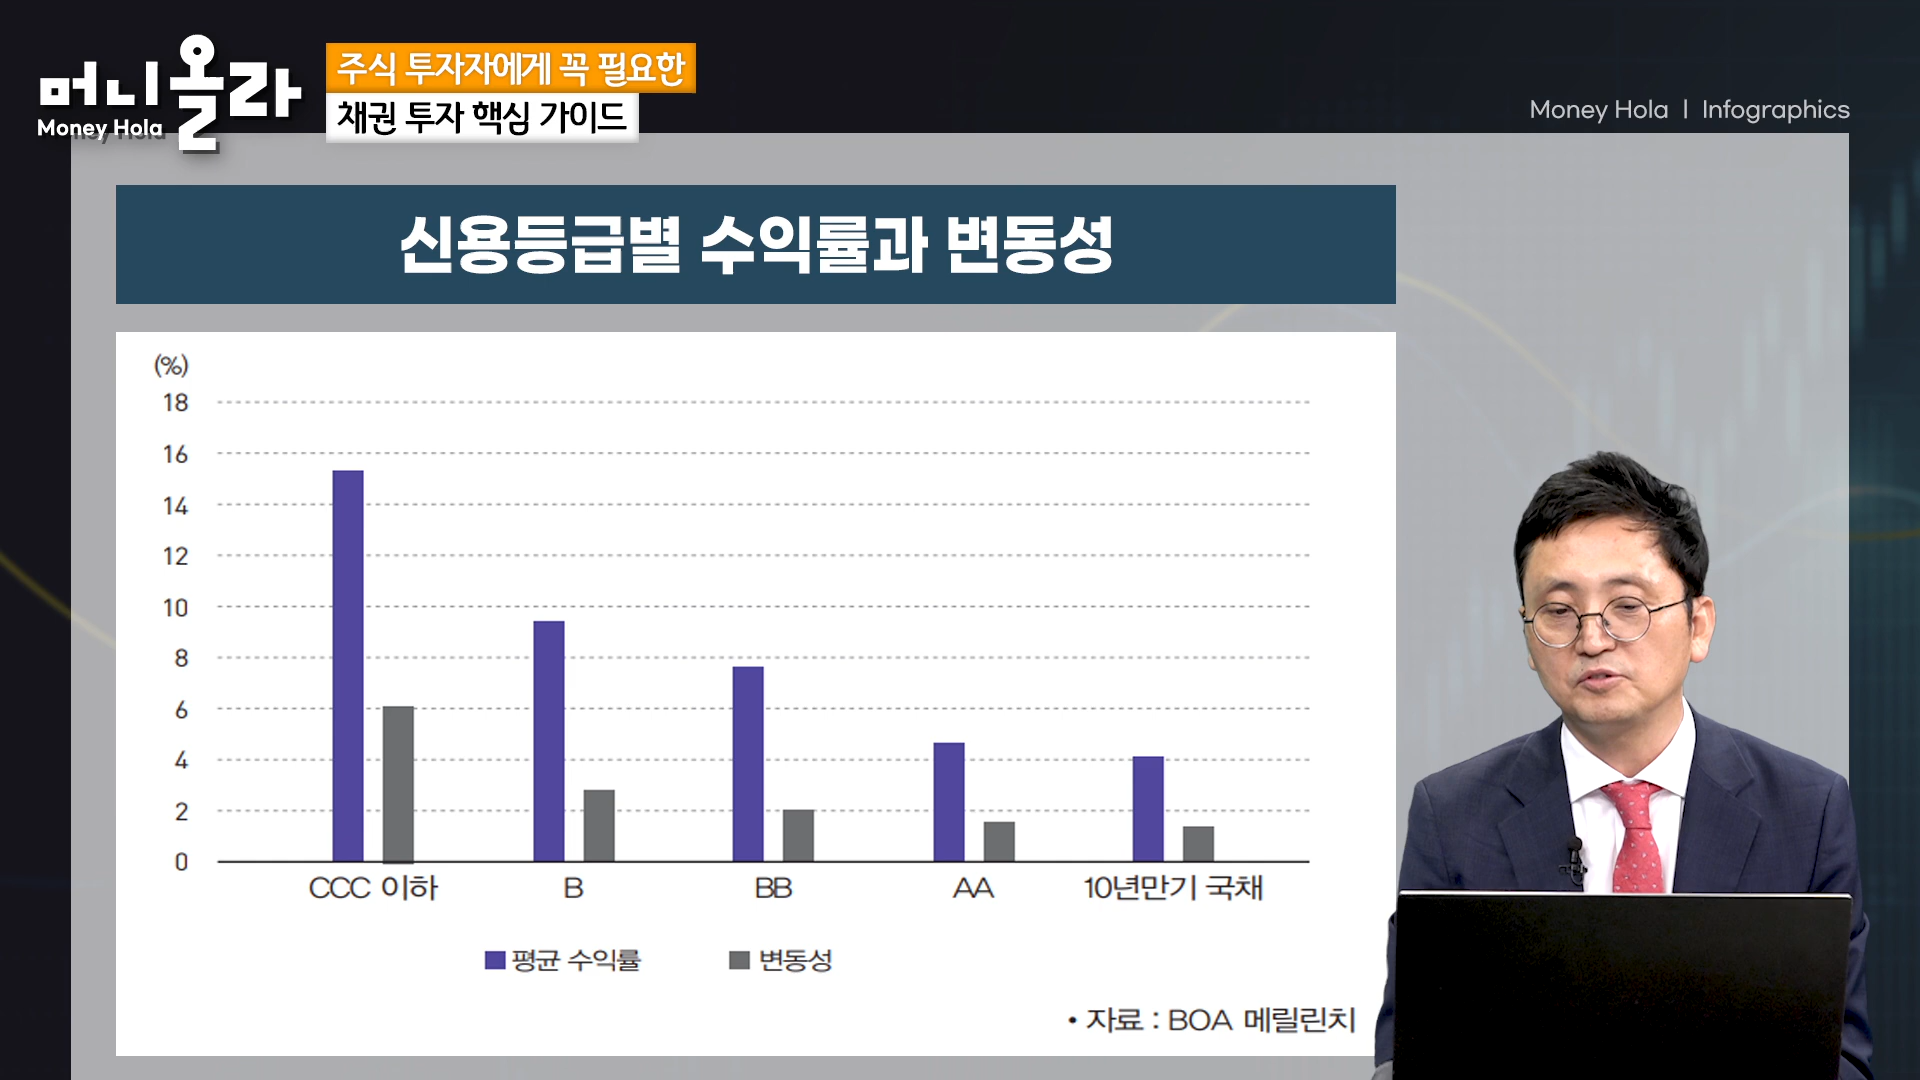 머니올라
Money Hola
주식 투자자에게 꼭 필요한
채권 투자 핵심 가이드
Money Hola | Infographics
신용등급별 수익률과 변동성
(%)
18
16
14
12
10
8
6
4
2
0
CCC 이하 B BB AA 10년만기 국채
평균 수익률 변동성
• 자료 : BOA 메릴린치